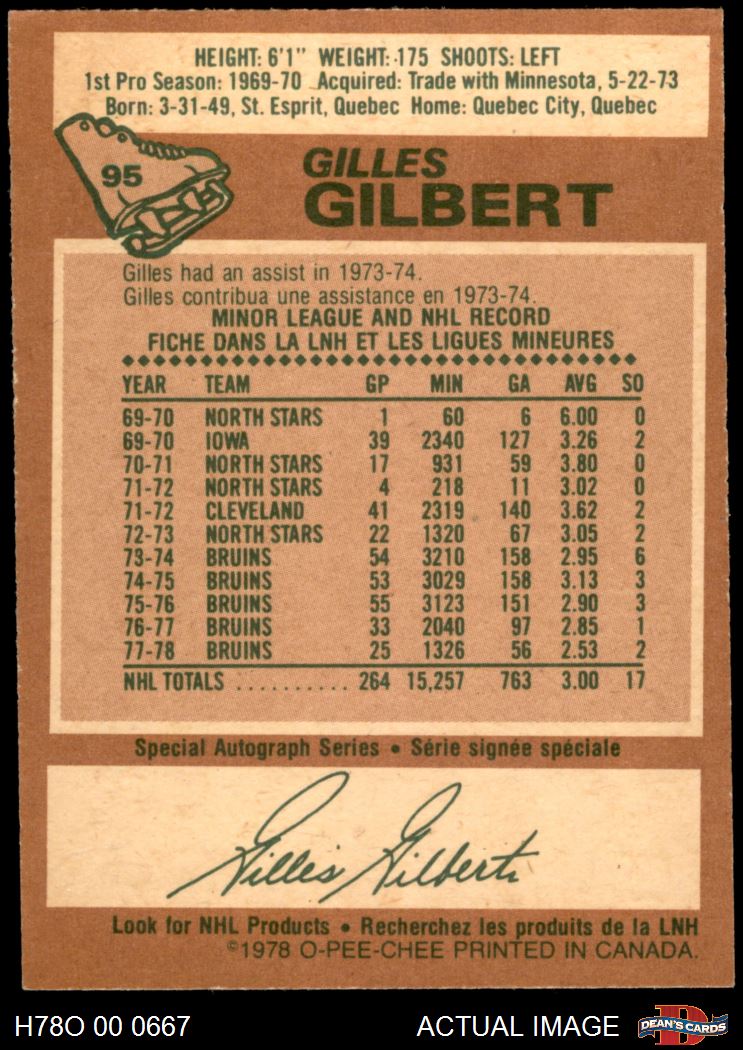 HEIGHT: 6'1" WEIGHT: 175 SHOOTS: LEFT
1st Pro Season: 1969-70 Acquired: Trade with Minnesota, 5-22-73
Born: 3-31-49, St. Esprit, Quebec Home: Quebec City, Quebec
95
GILLES
GILBERT
Gilles had an assist in 1973-74.
Gilles contribua une assistance en 1973-74.
MINOR LEAGUE AND NHL RECORD
FICHE DANS LA LNH ET LES LIGUES MINEURES
YEAR TEAM GP MIN GA AVG SO
69-70 NORTH STARS 1 60 6 6.00 0
69-70 IOWA 39 2340 127 3.26 2
70-71 NORTH STARS 17 931 59 3.80 0
71-72 NORTH STARS 4 218 11 3.02 0
71-72 CLEVELAND 41 2319 140 3.62 2
72-73 NORTH STARS 22 1320 67 3.05 2
73-74 BRUINS 54 3210 158 2.95 6
74-75 BRUINS 53 3029 158 3.13 3
75-76 BRUINS 55 3123 151 2.90 3
76-77 BRUINS 33 2040 97 2.85 1
77-78 BRUINS 25 1326 56 2.53 2
NHL TOTALS .......... 264 15,257 763 3.00 17
Special Autograph Series • Série signée spéciale
Gilles Gilbert
Look for NHL Products • Recherchez les produits de la LNH
©1978 O-PEE-CHEE PRINTED IN CANADA.
H78O 00 0667 ACTUAL IMAGE D DEAN'S CARDS